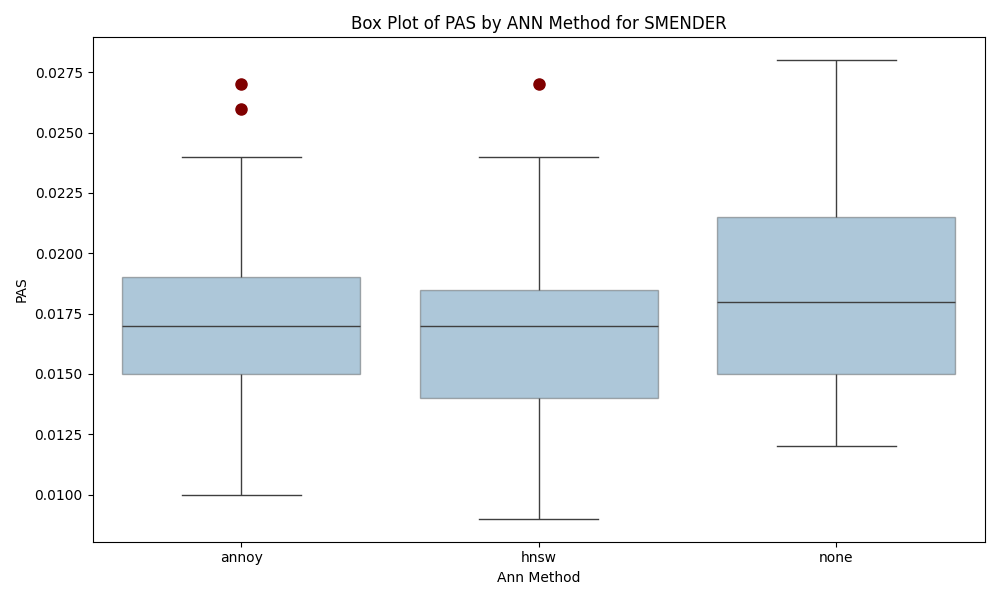 Box Plot of PAS by ANN Method for SMENDER
0.0275
0.0250
0.0225
0.0200
0.0175
0.0150
0.0125
0.0100
PAS
annoy hnsw none
Ann Method